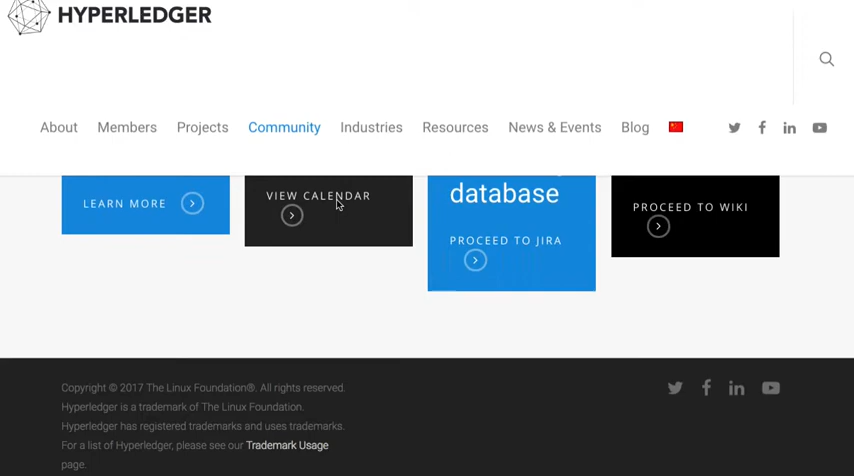 HYPERLEDGER
About Members Projects Community Industries Resources News & Events Blog
LEARN MORE
VIEW CALENDAR
database
PROCEED TO JIRA
PROCEED TO WIKI
Copyright © 2017 The Linux Foundation®. All rights reserved.
Hyperledger is a trademark of The Linux Foundation.
Hyperledger has registered trademarks and uses trademarks.
For a list of Hyperledger, please see our Trademark Usage
page.